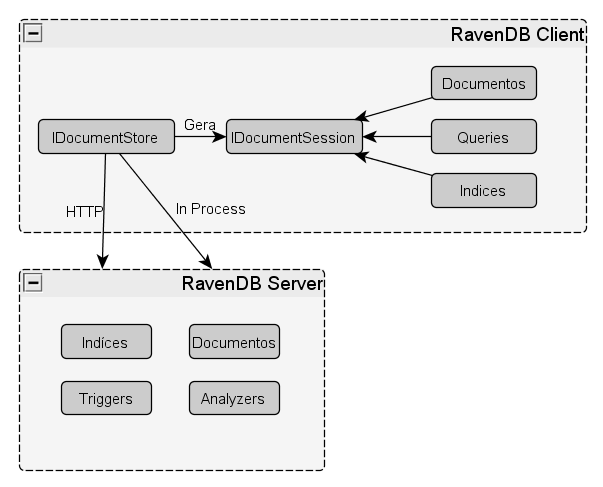 RavenDB Client
Documentos
IDocumentStore
Gera
IDocumentSession
Queries
Indices
HTTP
In Process
RavenDB Server
Indíces
Documentos
Triggers
Analyzers